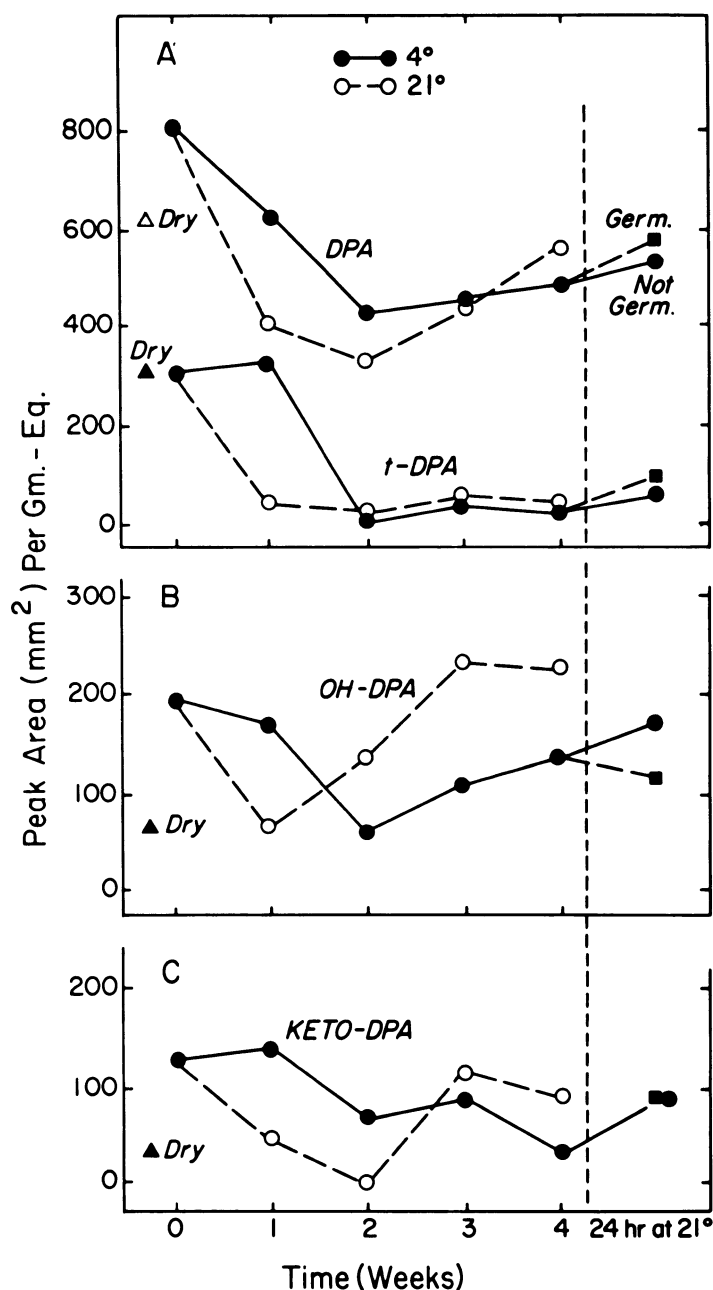 A
4°
21°
800
Dry
600
Germ.
DPA
Not
Germ.
400
Dry
200
t-DPA
0
Peak Area (mm²) Per Gm.-Eq.
B
300
OH-DPA
200
100
Dry
0
C
200
KETO-DPA
100
Dry
0
0 1 2 3 4 24 hr at 21°
Time (Weeks)